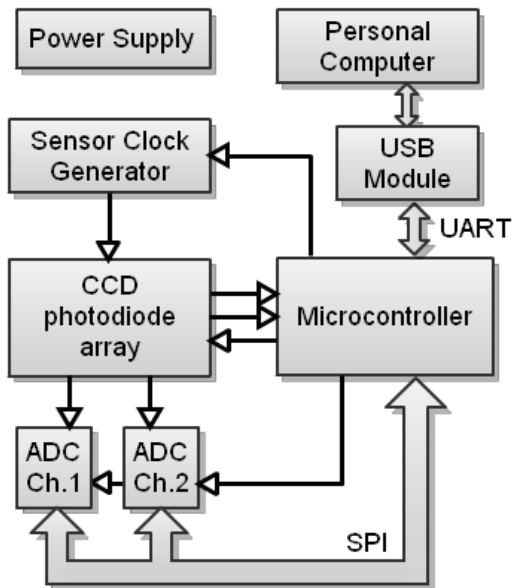 Power Supply
Personal
Computer
Sensor Clock
Generator
USB
Module
UART
CCD
photodiode
array
Microcontroller
ADC
Ch.1
ADC
Ch.2
SPI